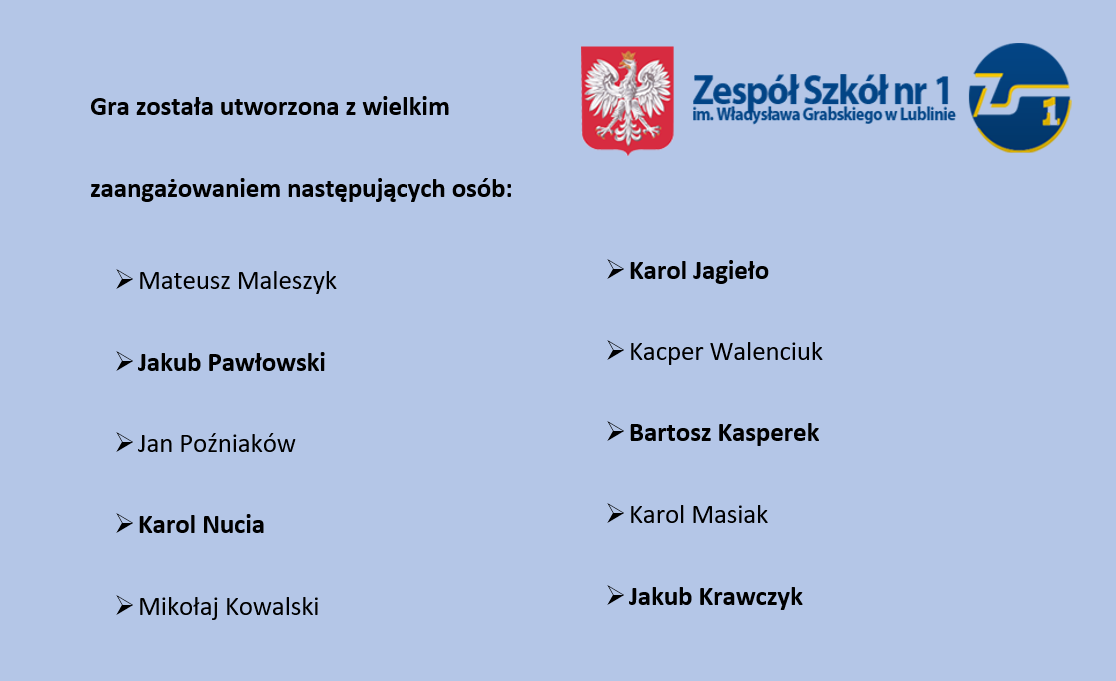 Gra została utworzona z wielkim
zaangażowaniem następujących osób:
Zespół Szkół nr 1
im. Władysława Grabskiego w Lublinie
ZS 1
Mateusz Maleszyk
Jakub Pawłowski
Jan Poźniaków
Karol Nucia
Mikołaj Kowalski
Karol Jagieło
Kacper Walenciuk
Bartosz Kasperek
Karol Masiak
Jakub Krawczyk